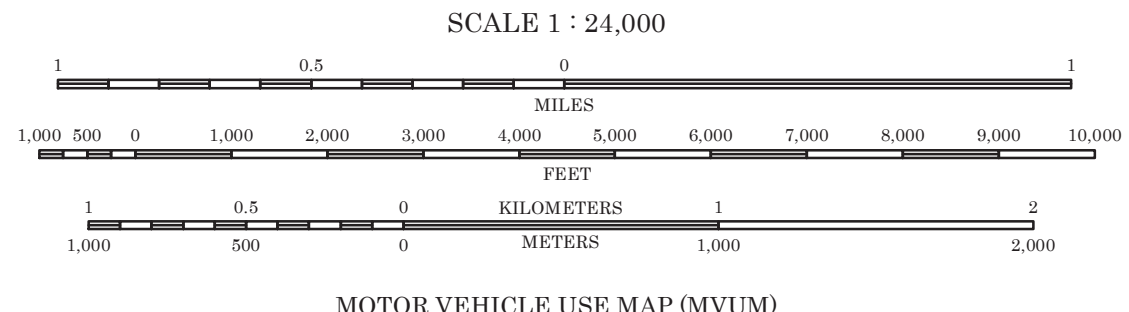 SCALE 1 : 24,000
1 0.5 0 1
MILES
1,000 500 0 1,000 2,000 3,000 4,000 5,000 6,000 7,000 8,000 9,000 10,000
FEET
1 0.5 0 KILOMETERS 1 2
1,000 500 0 METERS 1,000 2,000
MOTOR VEHICLE USE MAP (MVUM)